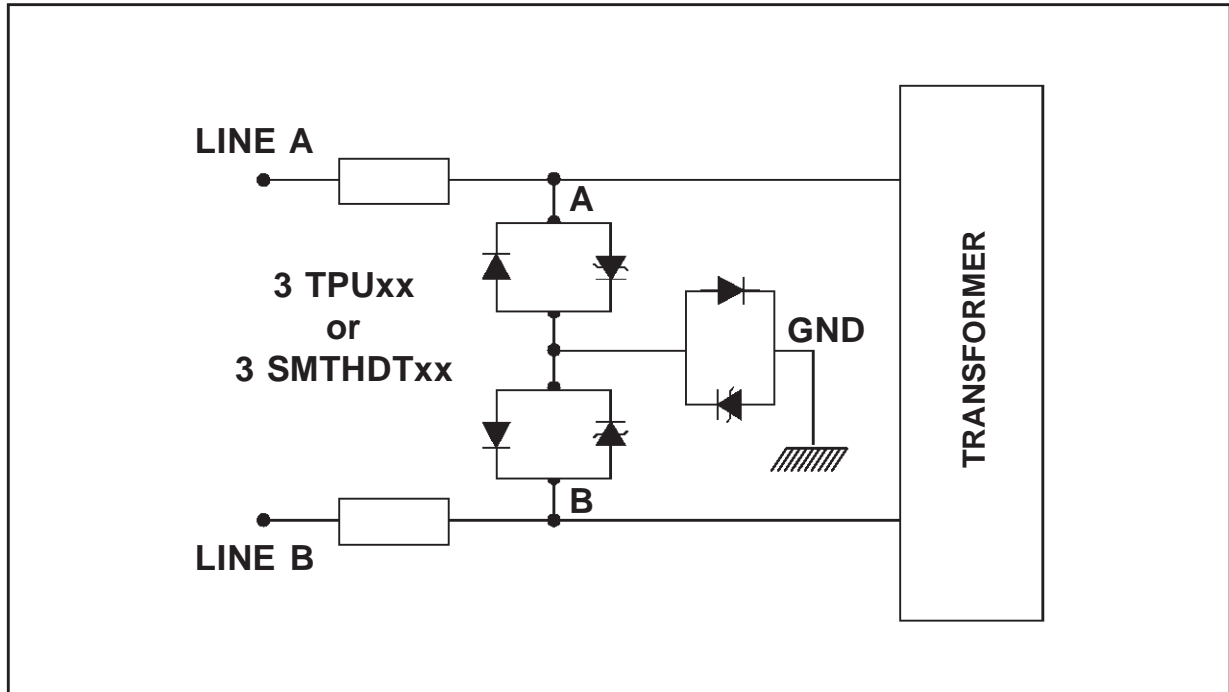 LINE A
A
3 TPUxx
or
3 SMTHDTxx
GND
TRANSFORMER
B
LINE B